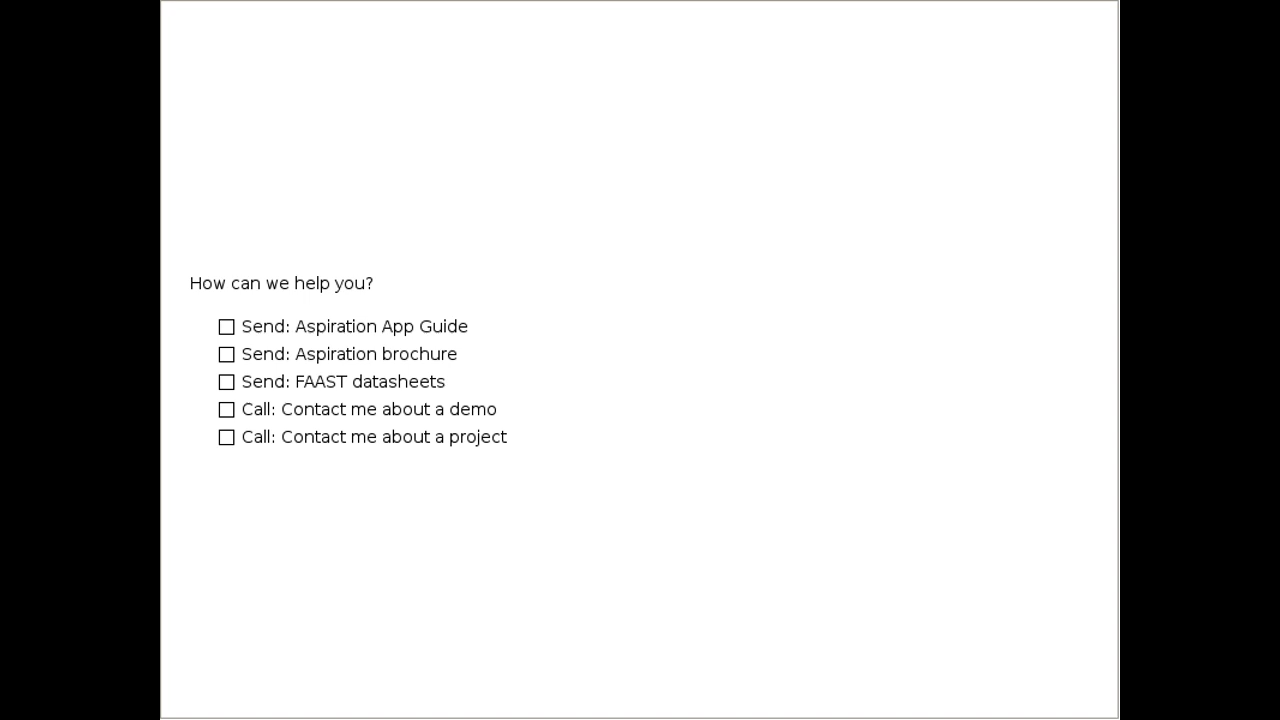 How can we help you?
Send: Aspiration App Guide
Send: Aspiration brochure
Send: FAAST datasheets
Call: Contact me about a demo
Call: Contact me about a project